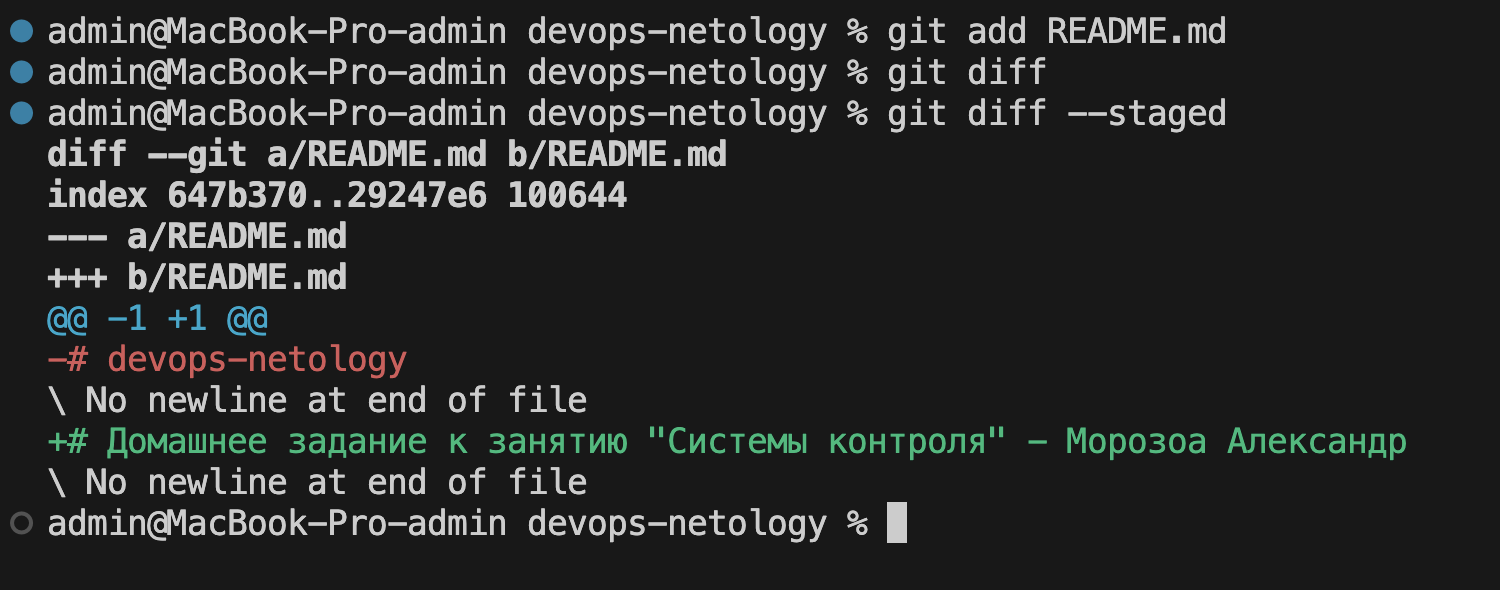 admin@MacBook-Pro-admin devops-netology % git add README.md
admin@MacBook-Pro-admin devops-netology % git diff
admin@MacBook-Pro-admin devops-netology % git diff --staged
diff --git a/README.md b/README.md
index 647b370..29247e6 100644
--- a/README.md
+++ b/README.md
@@ -1 +1 @@
-# devops-netology
\ No newline at end of file
+# Домашнее задание к занятию "Системы контроля" - Морозоа Александр
\ No newline at end of file
admin@MacBook-Pro-admin devops-netology %